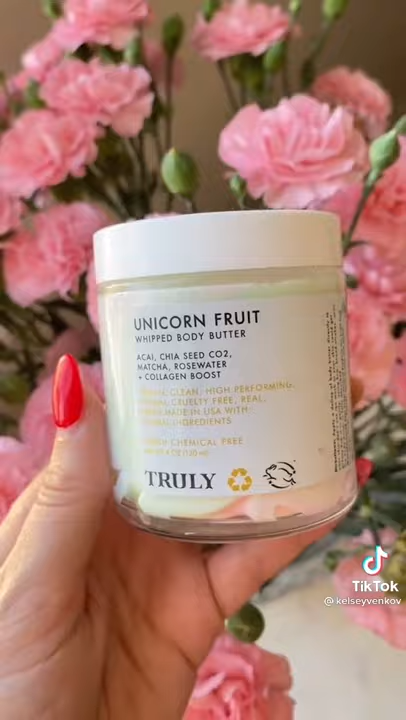 UNICORN FRUIT
WHIPPED BODY BUTTER
ACAI, CHIA SEED CO2,
MATCHA, ROSEWATER
+ COLLAGEN BOOST
CLEAN, HIGH PERFORMING,
CRUELTY FREE, REAL.
MADE IN USA WITH
INGREDIENTS
CHEMICAL FREE
TRULY
TikTok
@kelseyvenkov